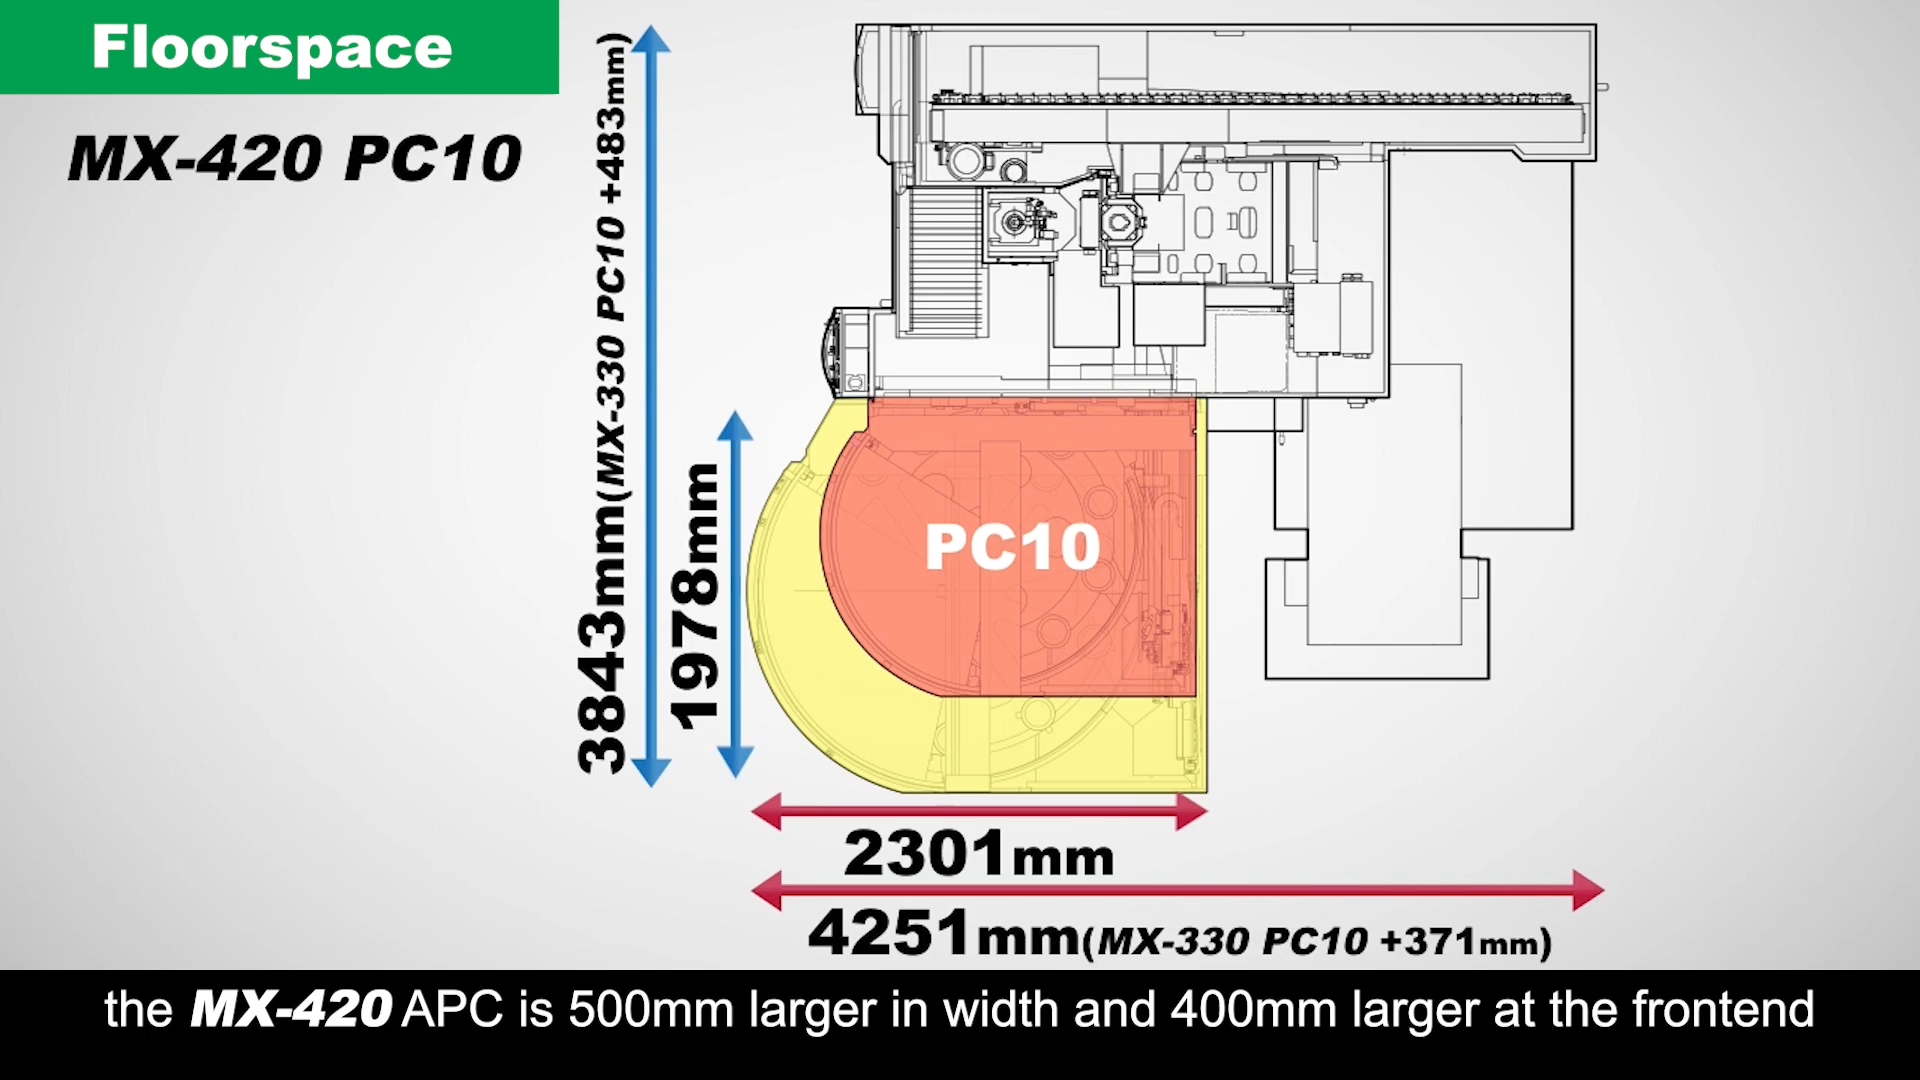 Floorspace
MX-420 PC10
3843mm(MX-330 PC10 +483mm)
1978mm
PC10
2301mm
4251mm(MX-330 PC10 +371mm)
the MX-420 APC is 500mm larger in width and 400mm larger at the frontend